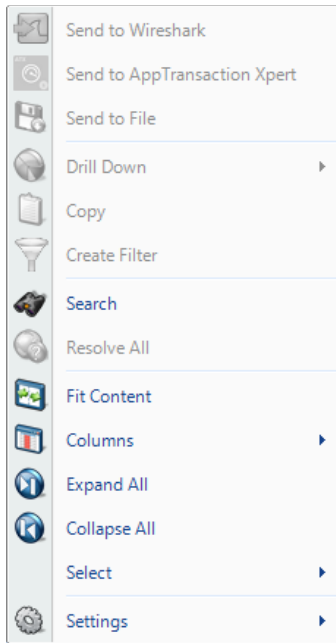 Send to Wireshark
Send to AppTransaction Xpert
Send to File
Drill Down
Copy
Create Filter
Search
Resolve All
Fit Content
Columns
Expand All
Collapse All
Select
Settings